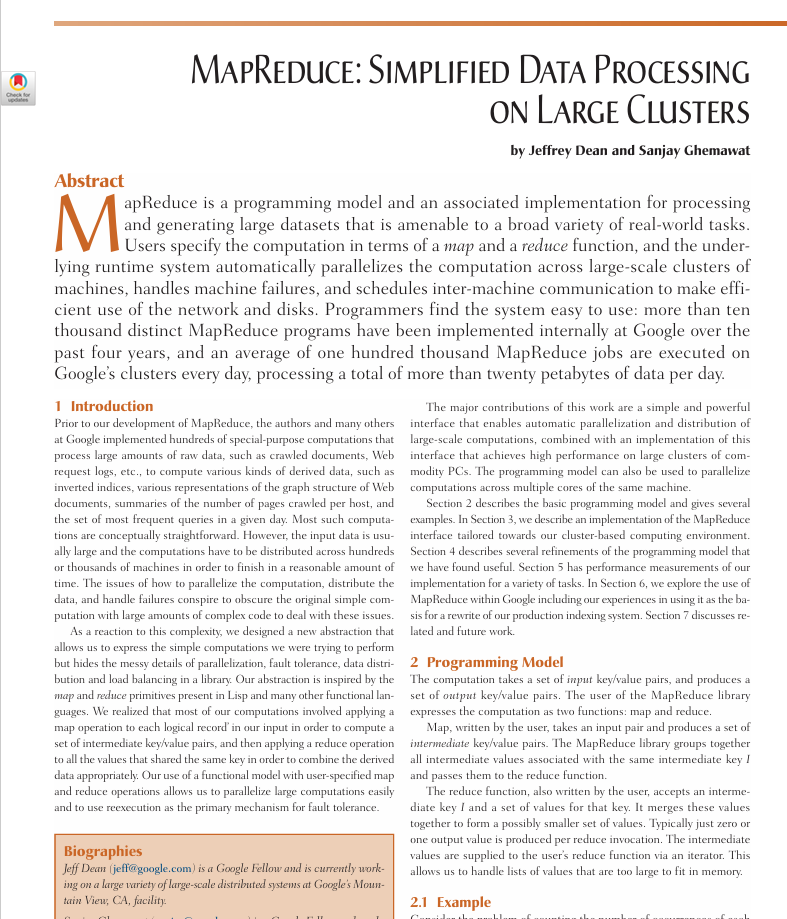 Check for
updates
MapReduce: Simplified Data Processing
on Large Clusters
by Jeffrey Dean and Sanjay Ghemawat
Abstract
MapReduce is a programming model and an associated implementation for processing
and generating large datasets that is amenable to a broad variety of real-world tasks.
Users specify the computation in terms of a map and a reduce function, and the under-
lying runtime system automatically parallelizes the computation across large-scale clusters of
machines, handles machine failures, and schedules inter-machine communication to make effi-
cient use of the network and disks. Programmers find the system easy to use: more than ten
thousand distinct MapReduce programs have been implemented internally at Google over the
past four years, and an average of one hundred thousand MapReduce jobs are executed on
Google's clusters every day, processing a total of more than twenty petabytes of data per day.
1 Introduction
Prior to our development of MapReduce, the authors and many others
at Google implemented hundreds of special-purpose computations that
process large amounts of raw data, such as crawled documents, Web
request logs, etc., to compute various kinds of derived data, such as
inverted indices, various representations of the graph structure of Web
documents, summaries of the number of pages crawled per host, and
the set of most frequent queries in a given day. Most such computa-
tions are conceptually straightforward. However, the input data is usu-
ally large and the computations have to be distributed across hundreds
or thousands of machines in order to finish in a reasonable amount of
time. The issues of how to parallelize the computation, distribute the
data, and handle failures conspire to obscure the original simple com-
putation with large amounts of complex code to deal with these issues.
As a reaction to this complexity, we designed a new abstraction that
allows us to express the simple computations we were trying to perform
but hides the messy details of parallelization, fault tolerance, data distri-
bution and load balancing in a library. Our abstraction is inspired by the
map and reduce primitives present in Lisp and many other functional lan-
guages. We realized that most of our computations involved applying a
map operation to each logical record' in our input in order to compute a
set of intermediate key/value pairs, and then applying a reduce operation
to all the values that shared the same key in order to combine the derived
data appropriately. Our use of a functional model with user-specified map
and reduce operations allows us to parallelize large computations easily
and to use reexecution as the primary mechanism for fault tolerance.
Biographies
Jeff Dean (jeff@google.com) is a Google Fellow and is currently work-
ing on a large variety of large-scale distributed systems at Google's Moun-
tain View, CA, facility.
The major contributions of this work are a simple and powerful
interface that enables automatic parallelization and distribution of
large-scale computations, combined with an implementation of this
interface that achieves high performance on large clusters of com-
modity PCs. The programming model can also be used to parallelize
computations across multiple cores of the same machine.
Section 2 describes the basic programming model and gives several
examples. In Section 3, we describe an implementation of the MapReduce
interface tailored towards our cluster-based computing environment.
Section 4 describes several refinements of the programming model that
we have found useful. Section 5 has performance measurements of our
implementation for a variety of tasks. In Section 6, we explore the use of
MapReduce within Google including our experiences in using it as the ba-
sis for a rewrite of our production indexing system. Section 7 discusses re-
lated and future work.
2 Programming Model
The computation takes a set of input key/value pairs, and produces a
set of output key/value pairs. The user of the MapReduce library
expresses the computation as two functions: map and reduce.
Map, written by the user, takes an input pair and produces a set of
intermediate key/value pairs. The MapReduce library groups together
all intermediate values associated with the same intermediate key I
and passes them to the reduce function.
The reduce function, also written by the user, accepts an interme-
diate key I and a set of values for that key. It merges these values
together to form a possibly smaller set of values. Typically just zero or
one output value is produced per reduce invocation. The intermediate
values are supplied to the user's reduce function via an iterator. This
allows us to handle lists of values that are too large to fit in memory.
2.1 Example